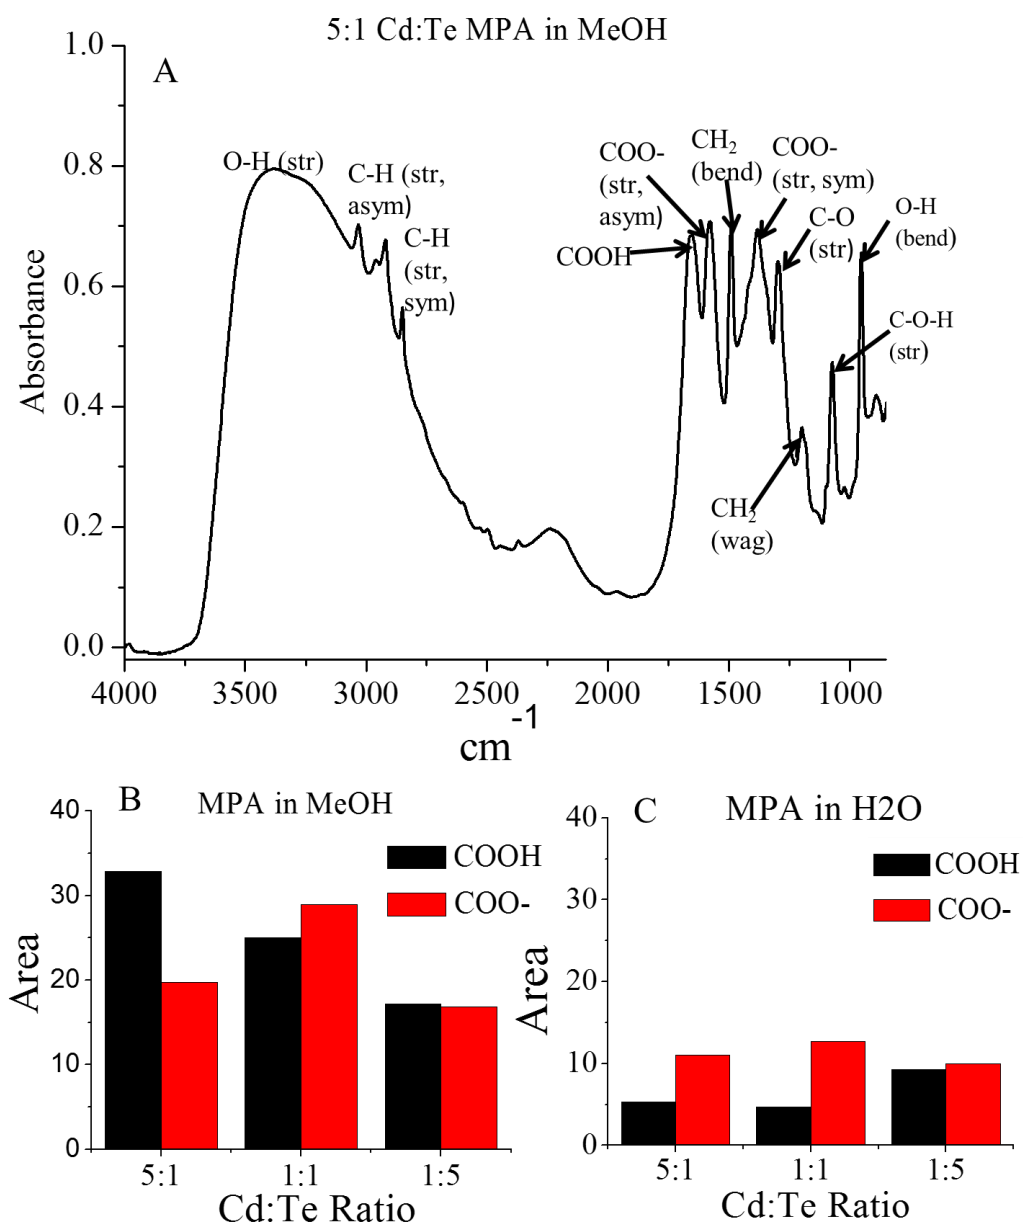 5:1 Cd:Te MPA in MeOH
A
1.0
0.8
0.6
0.4
0.2
0.0
Absorbance
O-H (str)
C-H (str,
asym)
C-H
(str,
sym)
COO-
(str,
asym)
COOH
CH2
(bend)
COO-
(str, sym)
C-O
(str)
O-H
(bend)
C-O-H
(str)
CH2
(wag)
4000
3500
3000
2500
2000
1500
1000
cm-1
B
MPA in MeOH
COOH
COO-
40
30
20
10
0
Area
5:1
1:1
1:5
Cd:Te Ratio
C
MPA in H2O
COOH
COO-
40
30
20
10
0
Area
5:1
1:1
1:5
Cd:Te Ratio